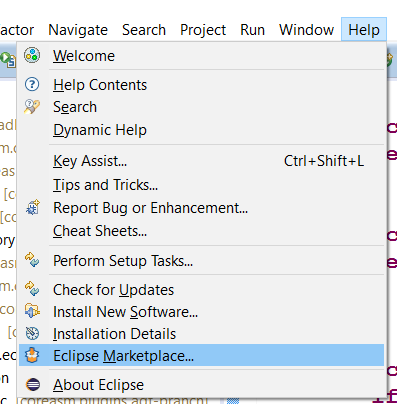 actor Navigate Search Project Run Window Help
Welcome
Help Contents
Search
Dynamic Help
Key Assist... Ctrl+Shift+L
Tips and Tricks...
Report Bug or Enhancement...
Cheat Sheets...
Perform Setup Tasks...
Check for Updates
Install New Software...
Installation Details
Eclipse Marketplace...
About Eclipse